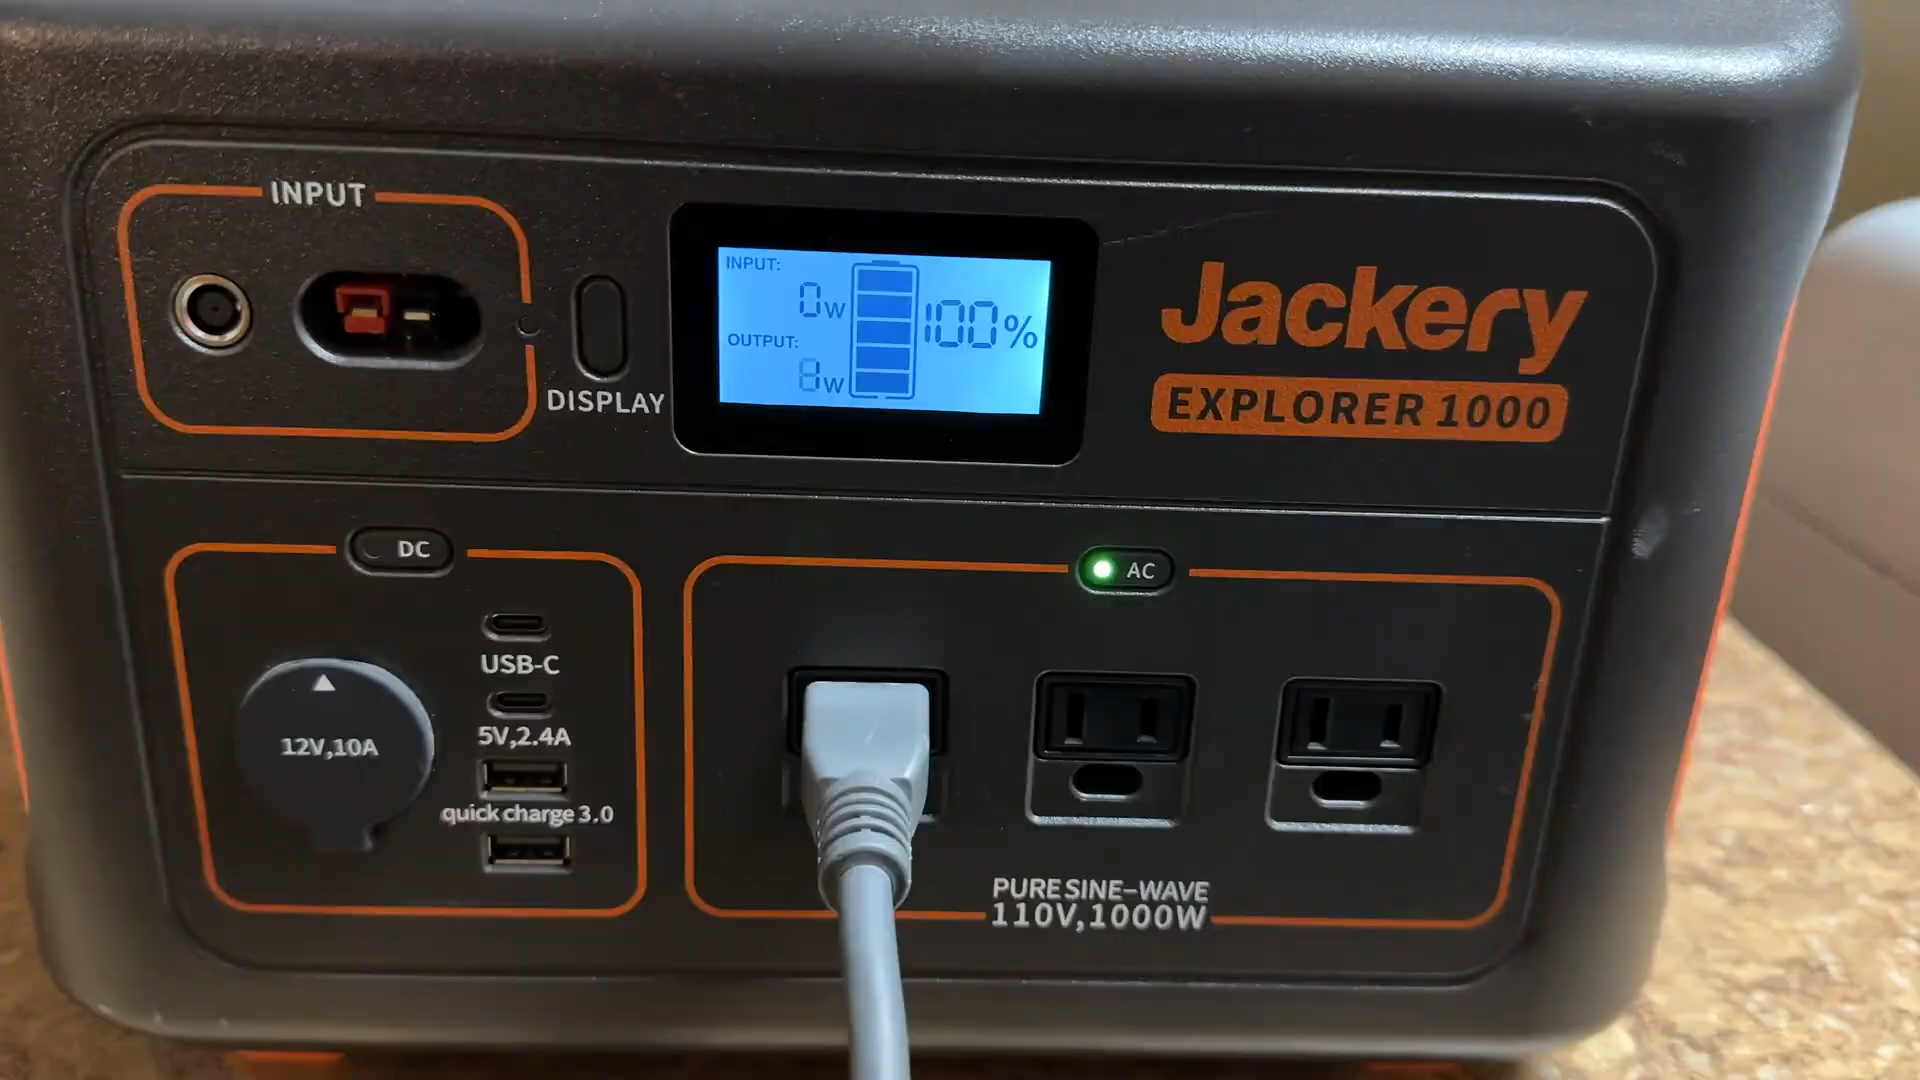 INPUT
INPUT:
0w
100%
OUTPUT:
DISPLAY
Jackery
EXPLORER 1000
DC
AC
USB-C
5V,2.4A
12V,10A
quick charge 3.0
PURE SINE-WAVE
110V,1000W